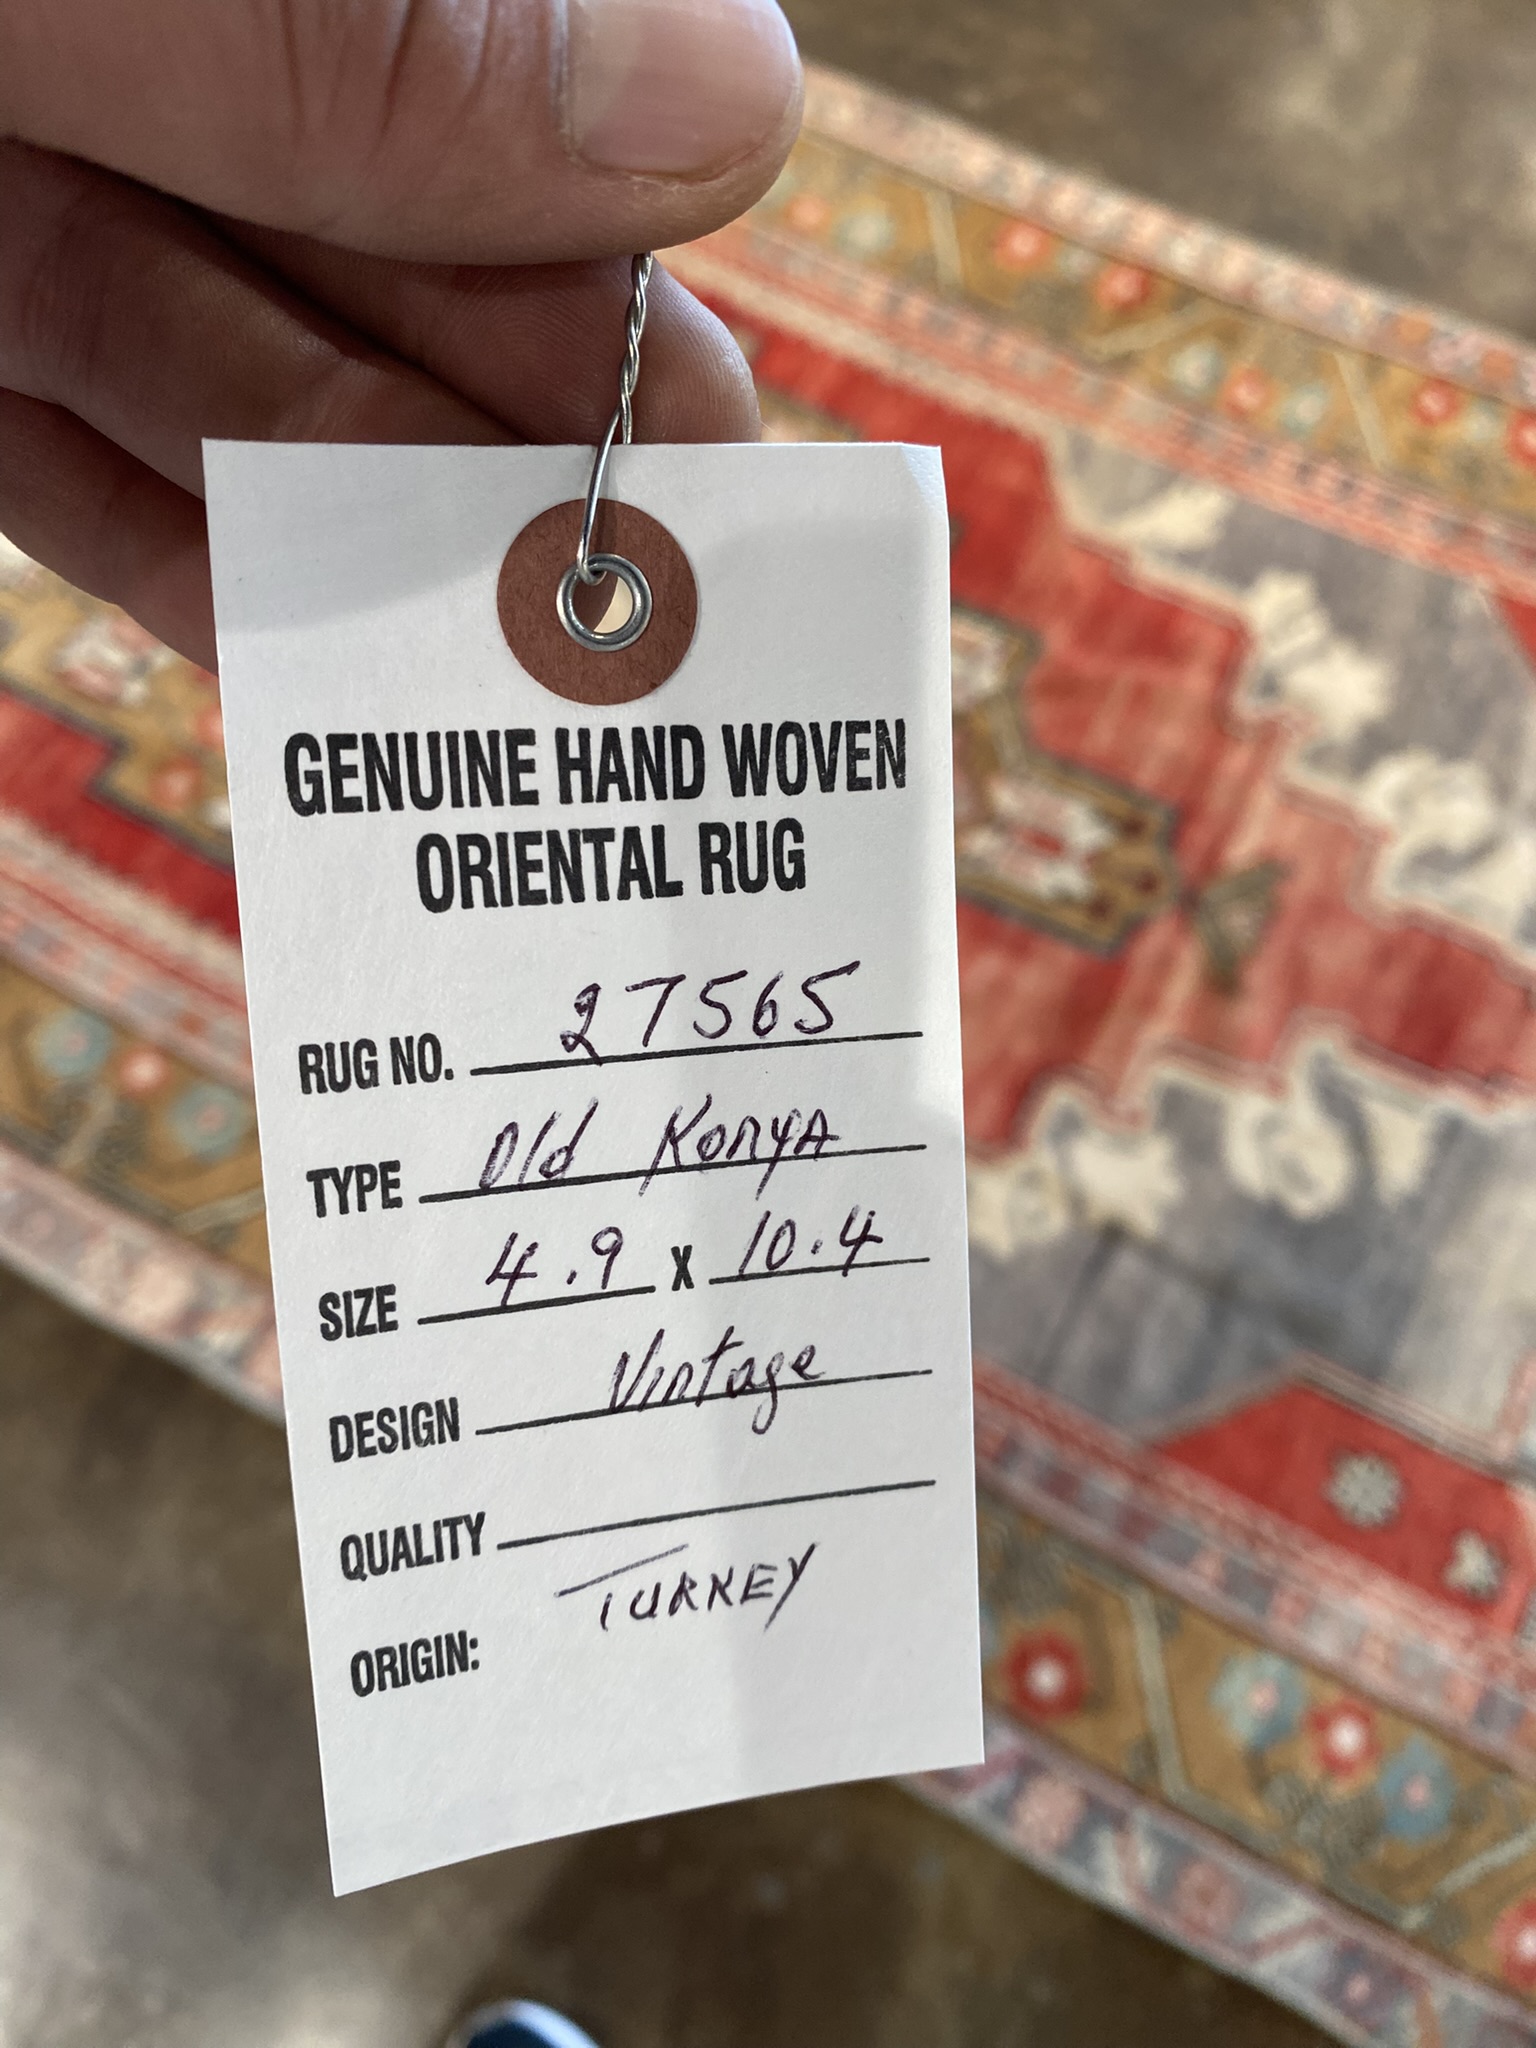 GENUINE HAND WOVEN
ORIENTAL RUG
RUG NO. 27565
TYPE Old Konya
SIZE 4.9 X 10.4
DESIGN Vintage
QUALITY
ORIGIN: TURKEY